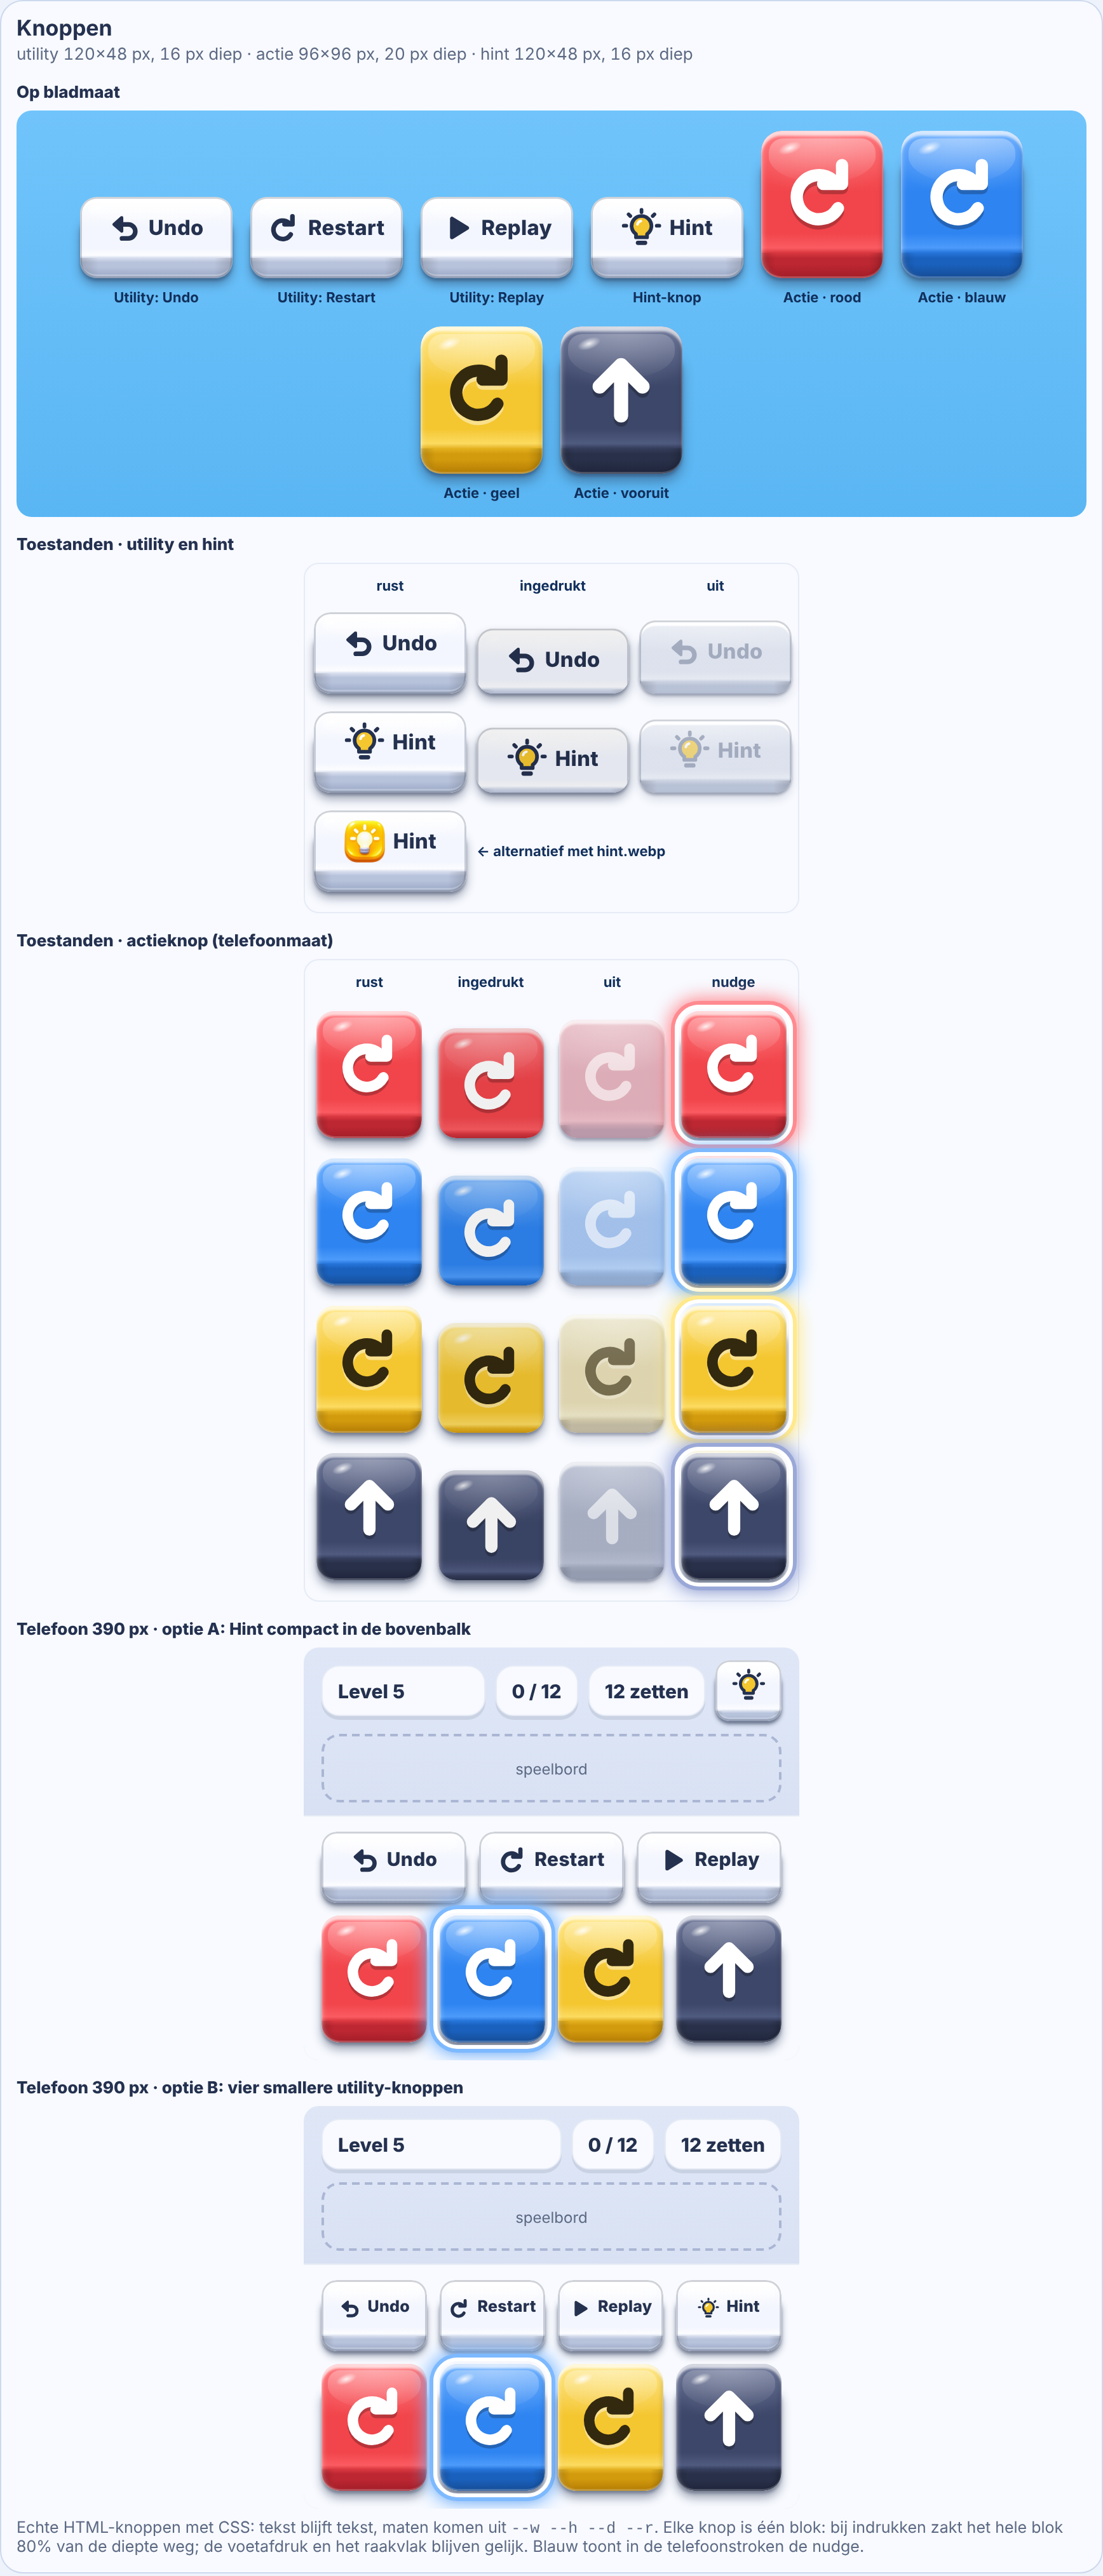 Knoppen
utility 120×48 px, 16 px diep · actie 96×96 px, 20 px diep · hint 120×48 px, 16 px diep
Op bladmaat
Undo
Restart
Replay
Hint
Utility: Undo
Utility: Restart
Utility: Replay
Hint-knop
Actie · rood
Actie · blauw
Actie · geel
Actie · vooruit
Toestanden · utility en hint
rust
ingedrukt
uit
Undo
Undo
Undo
Hint
Hint
Hint
Hint
← alternatief met hint.webp
Toestanden · actieknop (telefoonmaat)
rust
ingedrukt
uit
nudge
Telefoon 390 px · optie A: Hint compact in de bovenbalk
Level 5
0 / 12
12 zetten
speelbord
Undo
Restart
Replay
Telefoon 390 px · optie B: vier smallere utility-knoppen
Level 5
0 / 12
12 zetten
speelbord
Undo
Restart
Replay
Hint
Echte HTML-knoppen met CSS: tekst blijft tekst, maten komen uit --w --h --d --r. Elke knop is één blok: bij indrukken zakt het hele blok
80% van de diepte weg; de voetafdruk en het raakvlak blijven gelijk. Blauw toont in de telefoonstroken de nudge.